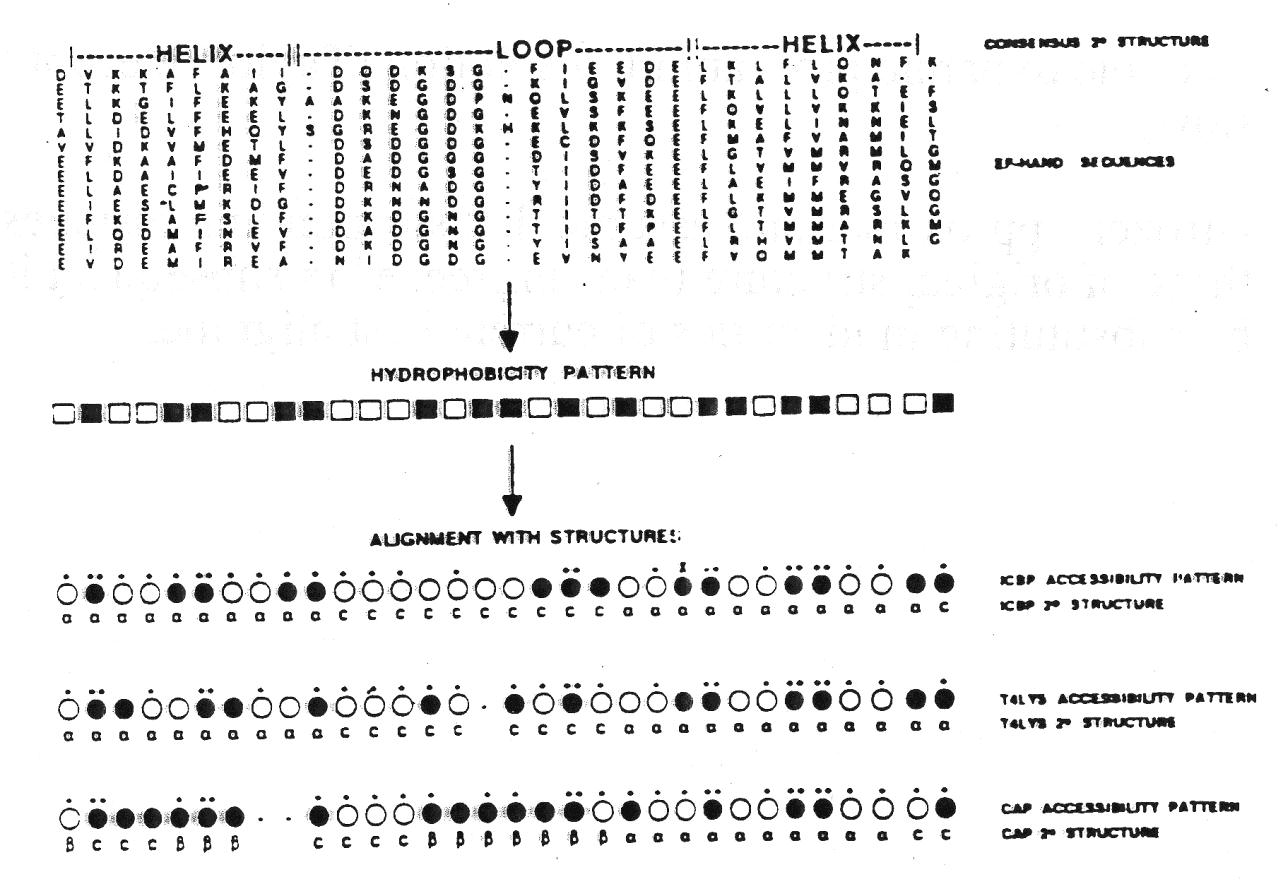 |-------HELIX------||----------------LOOP-----------||-------HELIX-----|
CONSENSUS 2° STRUCTURE
D V K K A F A I I . D Q D K S G . F I E E D E L K L F L Q N F K
E T K T F L K A G . D S D G D G . K I G V D E F T A L V K A .
E L K G I F E K Y A A K E G D P N Q L S K E E L K L L L Q T E F
T L D E L F E E L . D K N G D G . E V S F E E F Q V L V K K I S
A L I D V F H Q Y S G R E G D K H K L K K S E L K E L I N N E L
V V D K V M E T L . D S D G D G . E C D F Q E F M A F V A M I T
E F K A A F D M F . D A D G G G . D I S V K E L G T V M R M L G
E L D A I I E E V . D E D G S G . T I D F E E F L V M M V R Q M
E L A E C F R I F . D R N A D G . Y I D A E E L A E I F R A S G
E I E S L M K D G . D K N N D G . R I D F D E F L K M M E G V Q
E F K E A F S L F . D K D G D G . T I T T K E L G T V M R S L G
E L Q D M I N E V . D A D G N G . T I D F P E F L T M M A R K M
E I R E A F R V F . D K D G N G . Y I S A A E L R H V M T N L G
E V D E M I R E A . N I D G D G . E V N Y E E F V Q M M T A K
EF-HAND SEQUENCES
HYDROPHOBICITY PATTERN
ALIGNMENT WITH STRUCTURES:
ICBP ACCESSIBILITY PATTERN
α α α α α α α α α α c c c c c c c c c c α α α α α α α α α α α c
ICBP 2° STRUCTURE
T4LYS ACCESSIBILITY PATTERN
α α α α α α α α α α c c c c c c c c c α α α α α α α α α α α α
T4LYS 2° STRUCTURE
CAP ACCESSIBILITY PATTERN
β c c c β β β c c c c β β β β β β β α α α α α α α α α α α c c
CAP 2° STRUCTURE